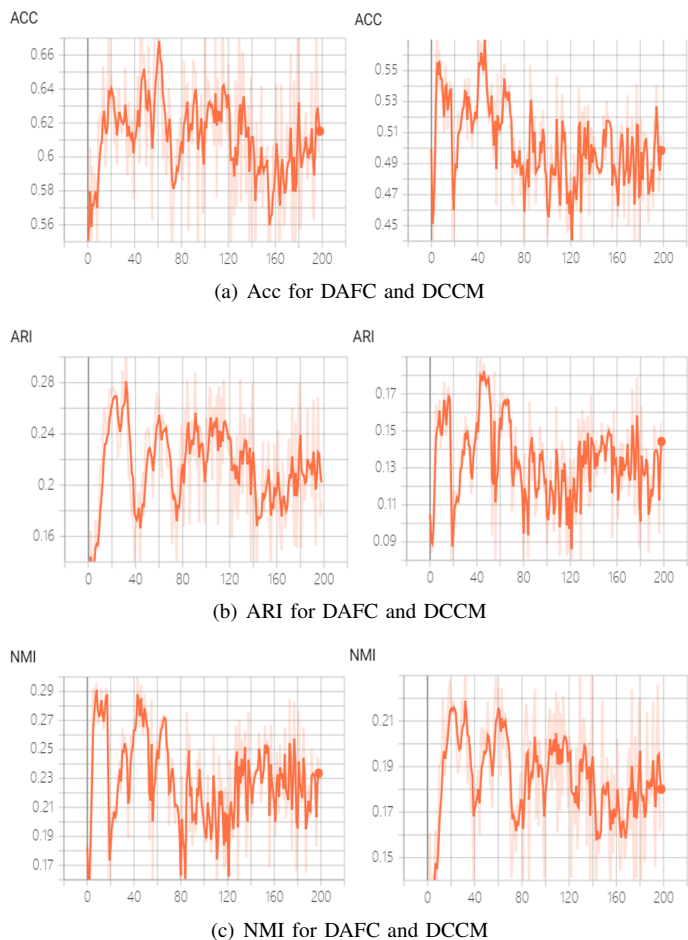 ACC
ACC
0.66
0.64
0.62
0.6
0.58
0.56
0 40 80 120 160 200
0.55
0.53
0.51
0.49
0.47
0.45
0 40 80 120 160 200
(a) Acc for DAFC and DCCM
ARI
ARI
0.28
0.24
0.2
0.16
0 40 80 120 160 200
0.17
0.15
0.13
0.11
0.09
0 40 80 120 160 200
(b) ARI for DAFC and DCCM
NMI
NMI
0.29
0.27
0.25
0.23
0.21
0.19
0.17
0 40 80 120 160 200
0.21
0.19
0.17
0.15
0 40 80 120 160 200
(c) NMI for DAFC and DCCM